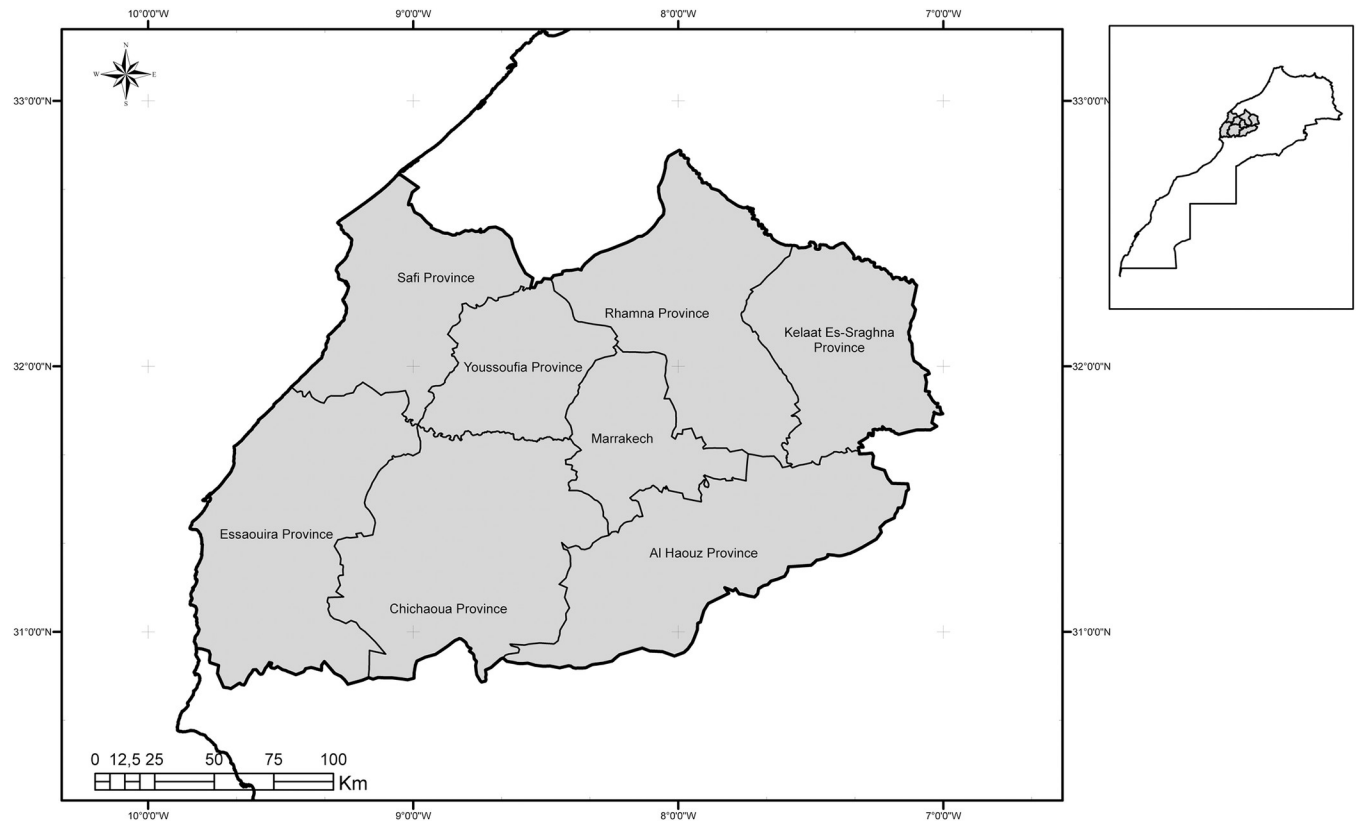 10°0'0"W 9°0'0"W 8°0'0"W 7°0'0"W
N
W E
S
33°0'0"N 33°0'0"N
Safi Province
Rhamna Province
Kelaat Es-Sraghna
Province
32°0'0"N 32°0'0"N
Youssoufia Province
Marrakech
Essaouira Province
Al Haouz Province
Chichaoua Province
31°0'0"N 31°0'0"N
0 12,5 25 50 75 100
Km
10°0'0"W 9°0'0"W 8°0'0"W 7°0'0"W